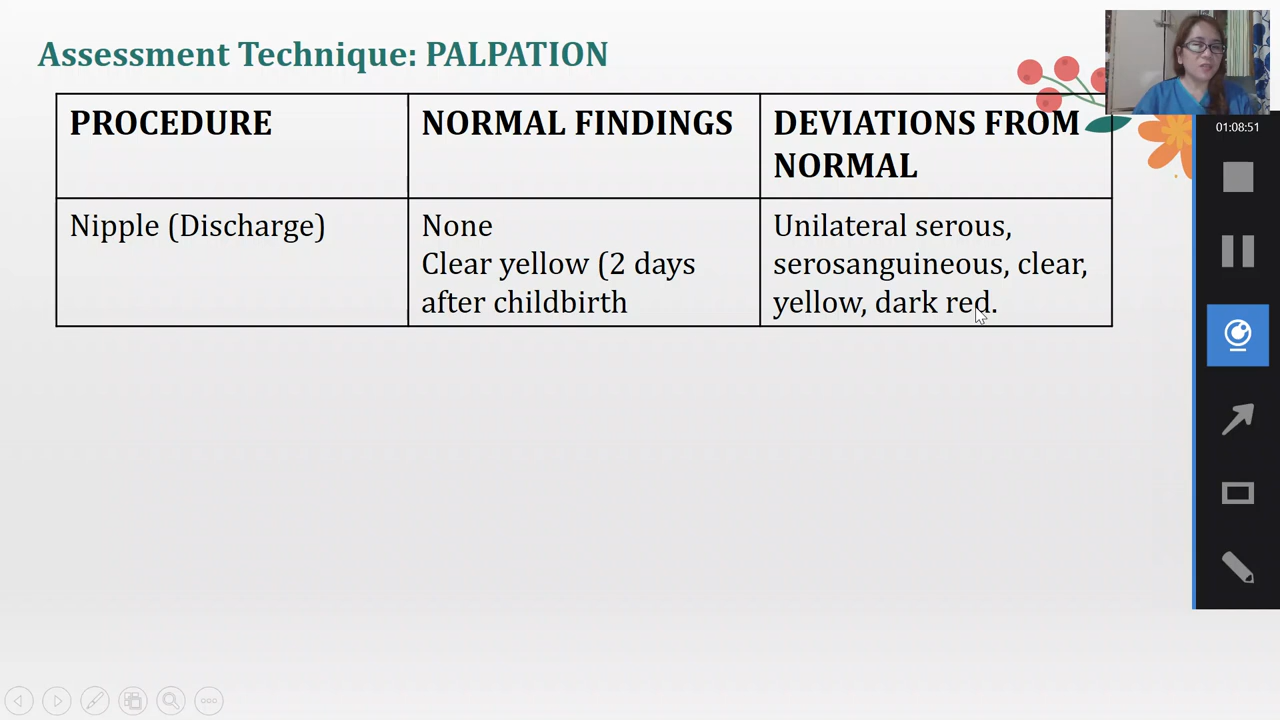 Assessment Technique: PALPATION
01:08:51
PROCEDURE
NORMAL FINDINGS
DEVIATIONS FROM
NORMAL
Nipple (Discharge)
None
Clear yellow (2 days
after childbirth
Unilateral serous,
serosanguineous, clear,
yellow, dark red.